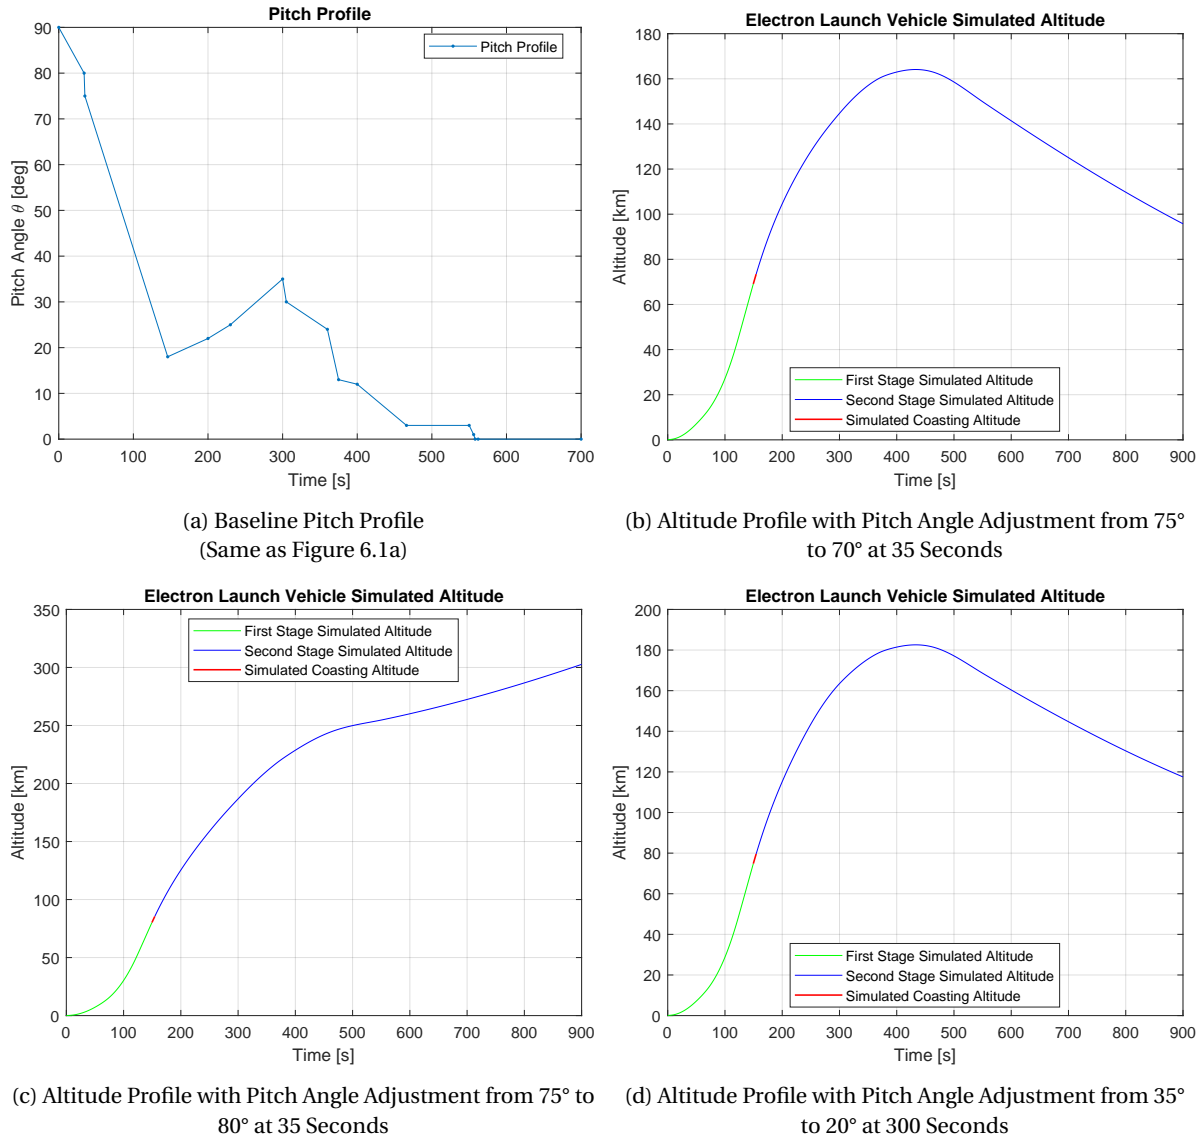 Pitch Profile
90
80
70
60
50
40
30
20
10
0
Pitch Angle θ [deg]
Pitch Profile
0 100 200 300 400 500 600 700
Time [s]
(a) Baseline Pitch Profile
(Same as Figure 6.1a)
Electron Launch Vehicle Simulated Altitude
180
160
140
120
100
80
60
40
20
0
Altitude [km]
First Stage Simulated Altitude
Second Stage Simulated Altitude
Simulated Coasting Altitude
0 100 200 300 400 500 600 700 800 900
Time [s]
(b) Altitude Profile with Pitch Angle Adjustment from 75°
to 70° at 35 Seconds
Electron Launch Vehicle Simulated Altitude
350
300
250
200
150
100
50
0
Altitude [km]
First Stage Simulated Altitude
Second Stage Simulated Altitude
Simulated Coasting Altitude
0 100 200 300 400 500 600 700 800 900
Time [s]
(c) Altitude Profile with Pitch Angle Adjustment from 75° to
80° at 35 Seconds
Electron Launch Vehicle Simulated Altitude
200
180
160
140
120
100
80
60
40
20
0
Altitude [km]
First Stage Simulated Altitude
Second Stage Simulated Altitude
Simulated Coasting Altitude
0 100 200 300 400 500 600 700 800 900
Time [s]
(d) Altitude Profile with Pitch Angle Adjustment from 35°
to 20° at 300 Seconds